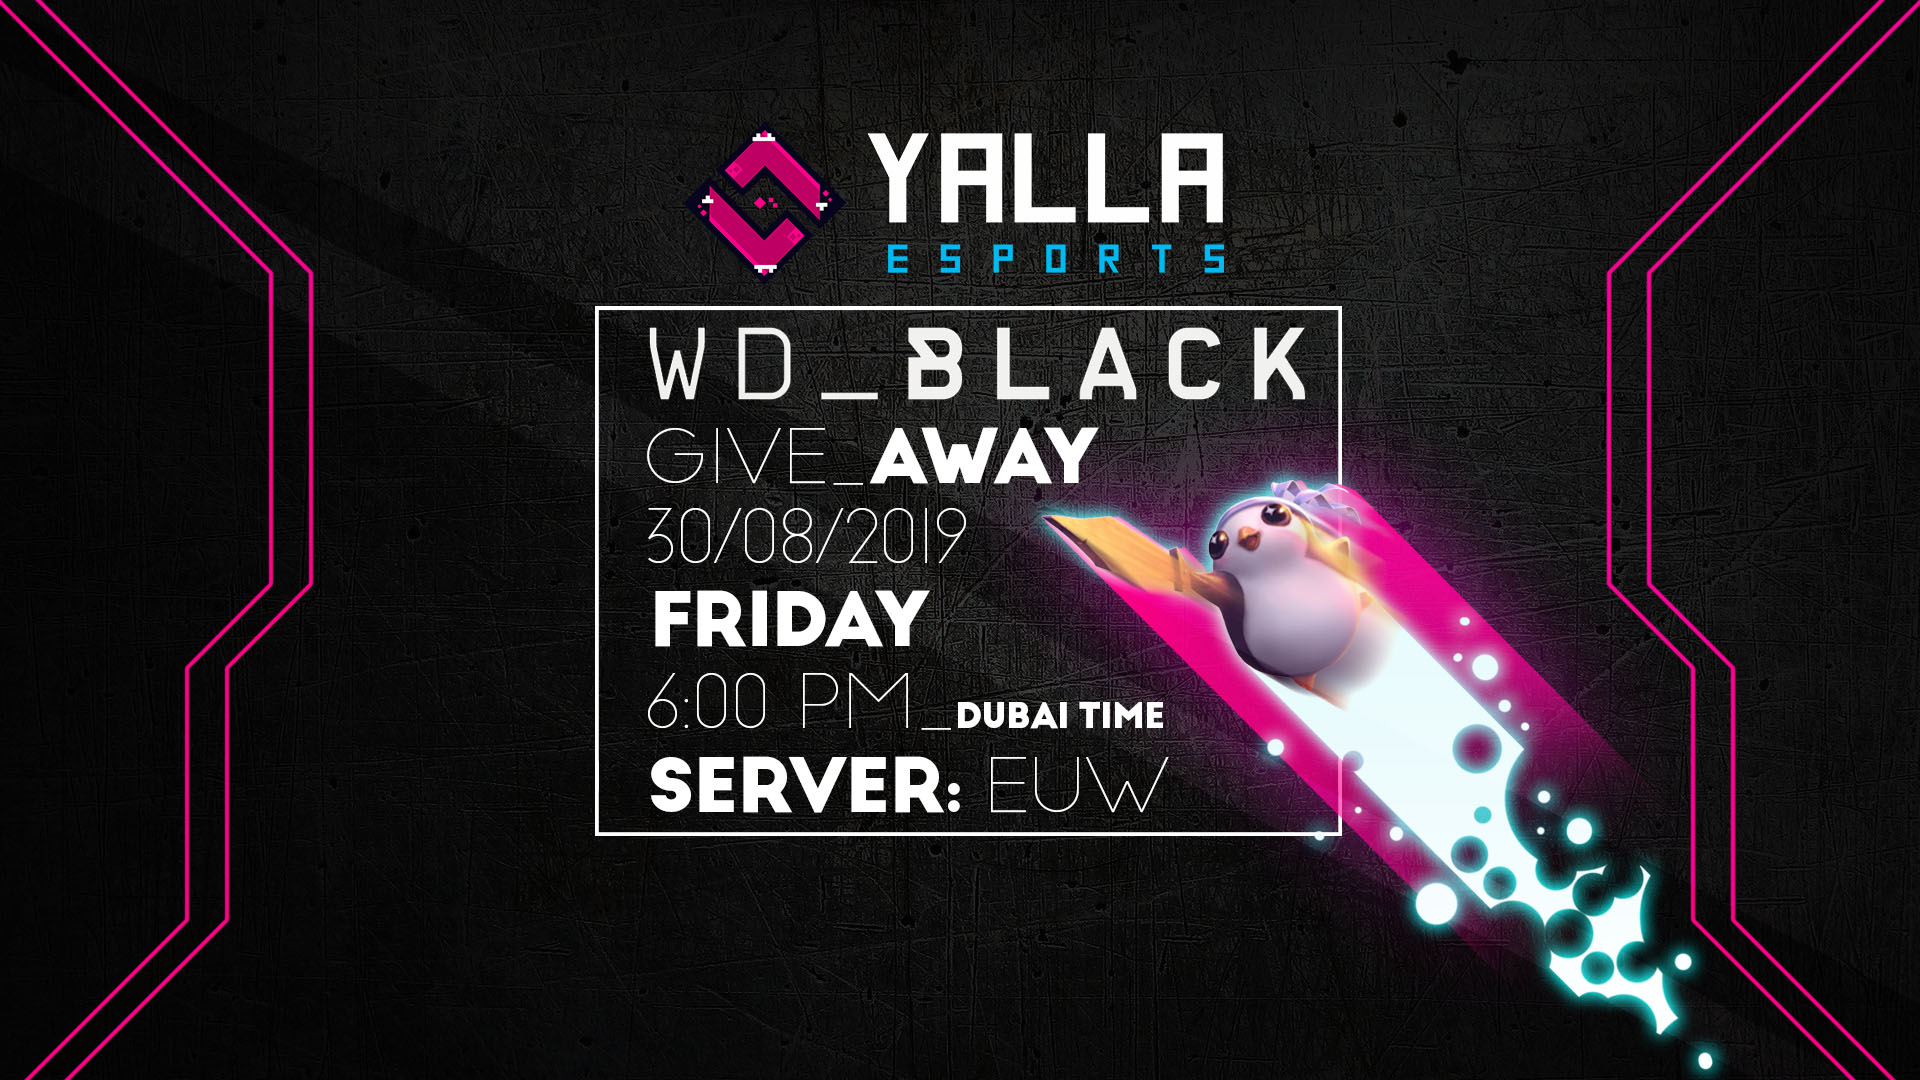 YALLA
ESPORTS
WD_BLACK
GIVE_AWAY
30/08/2019
FRIDAY
6:00 PM_DUBAI TIME
SERVER: EUW